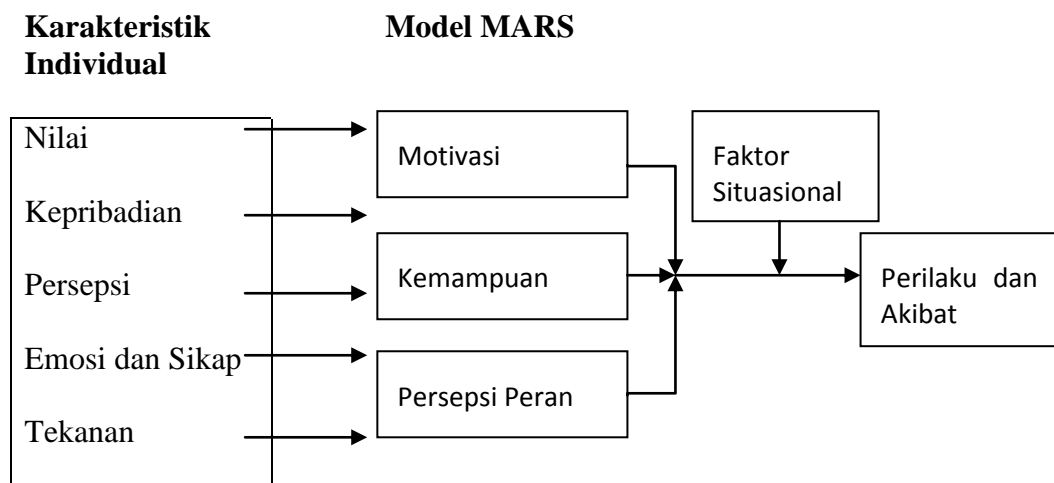 Karakteristik
Individual
Model MARS
Nilai
Kepribadian
Persepsi
Emosi dan Sikap
Tekanan
Motivasi
Kemampuan
Persepsi Peran
Faktor
Situasional
Perilaku dan
Akibat